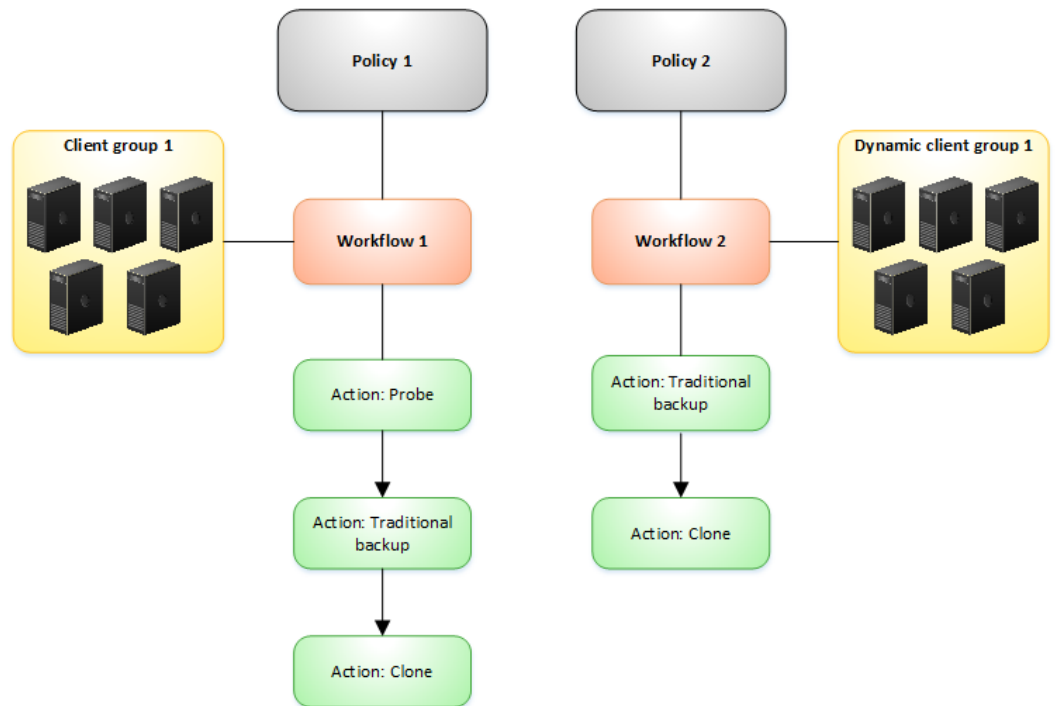 Policy 1
Policy 2
Client group 1
Dynamic client group 1
Workflow 1
Workflow 2
Action: Probe
Action: Traditional
backup
Action: Traditional
backup
Action: Clone
Action: Clone